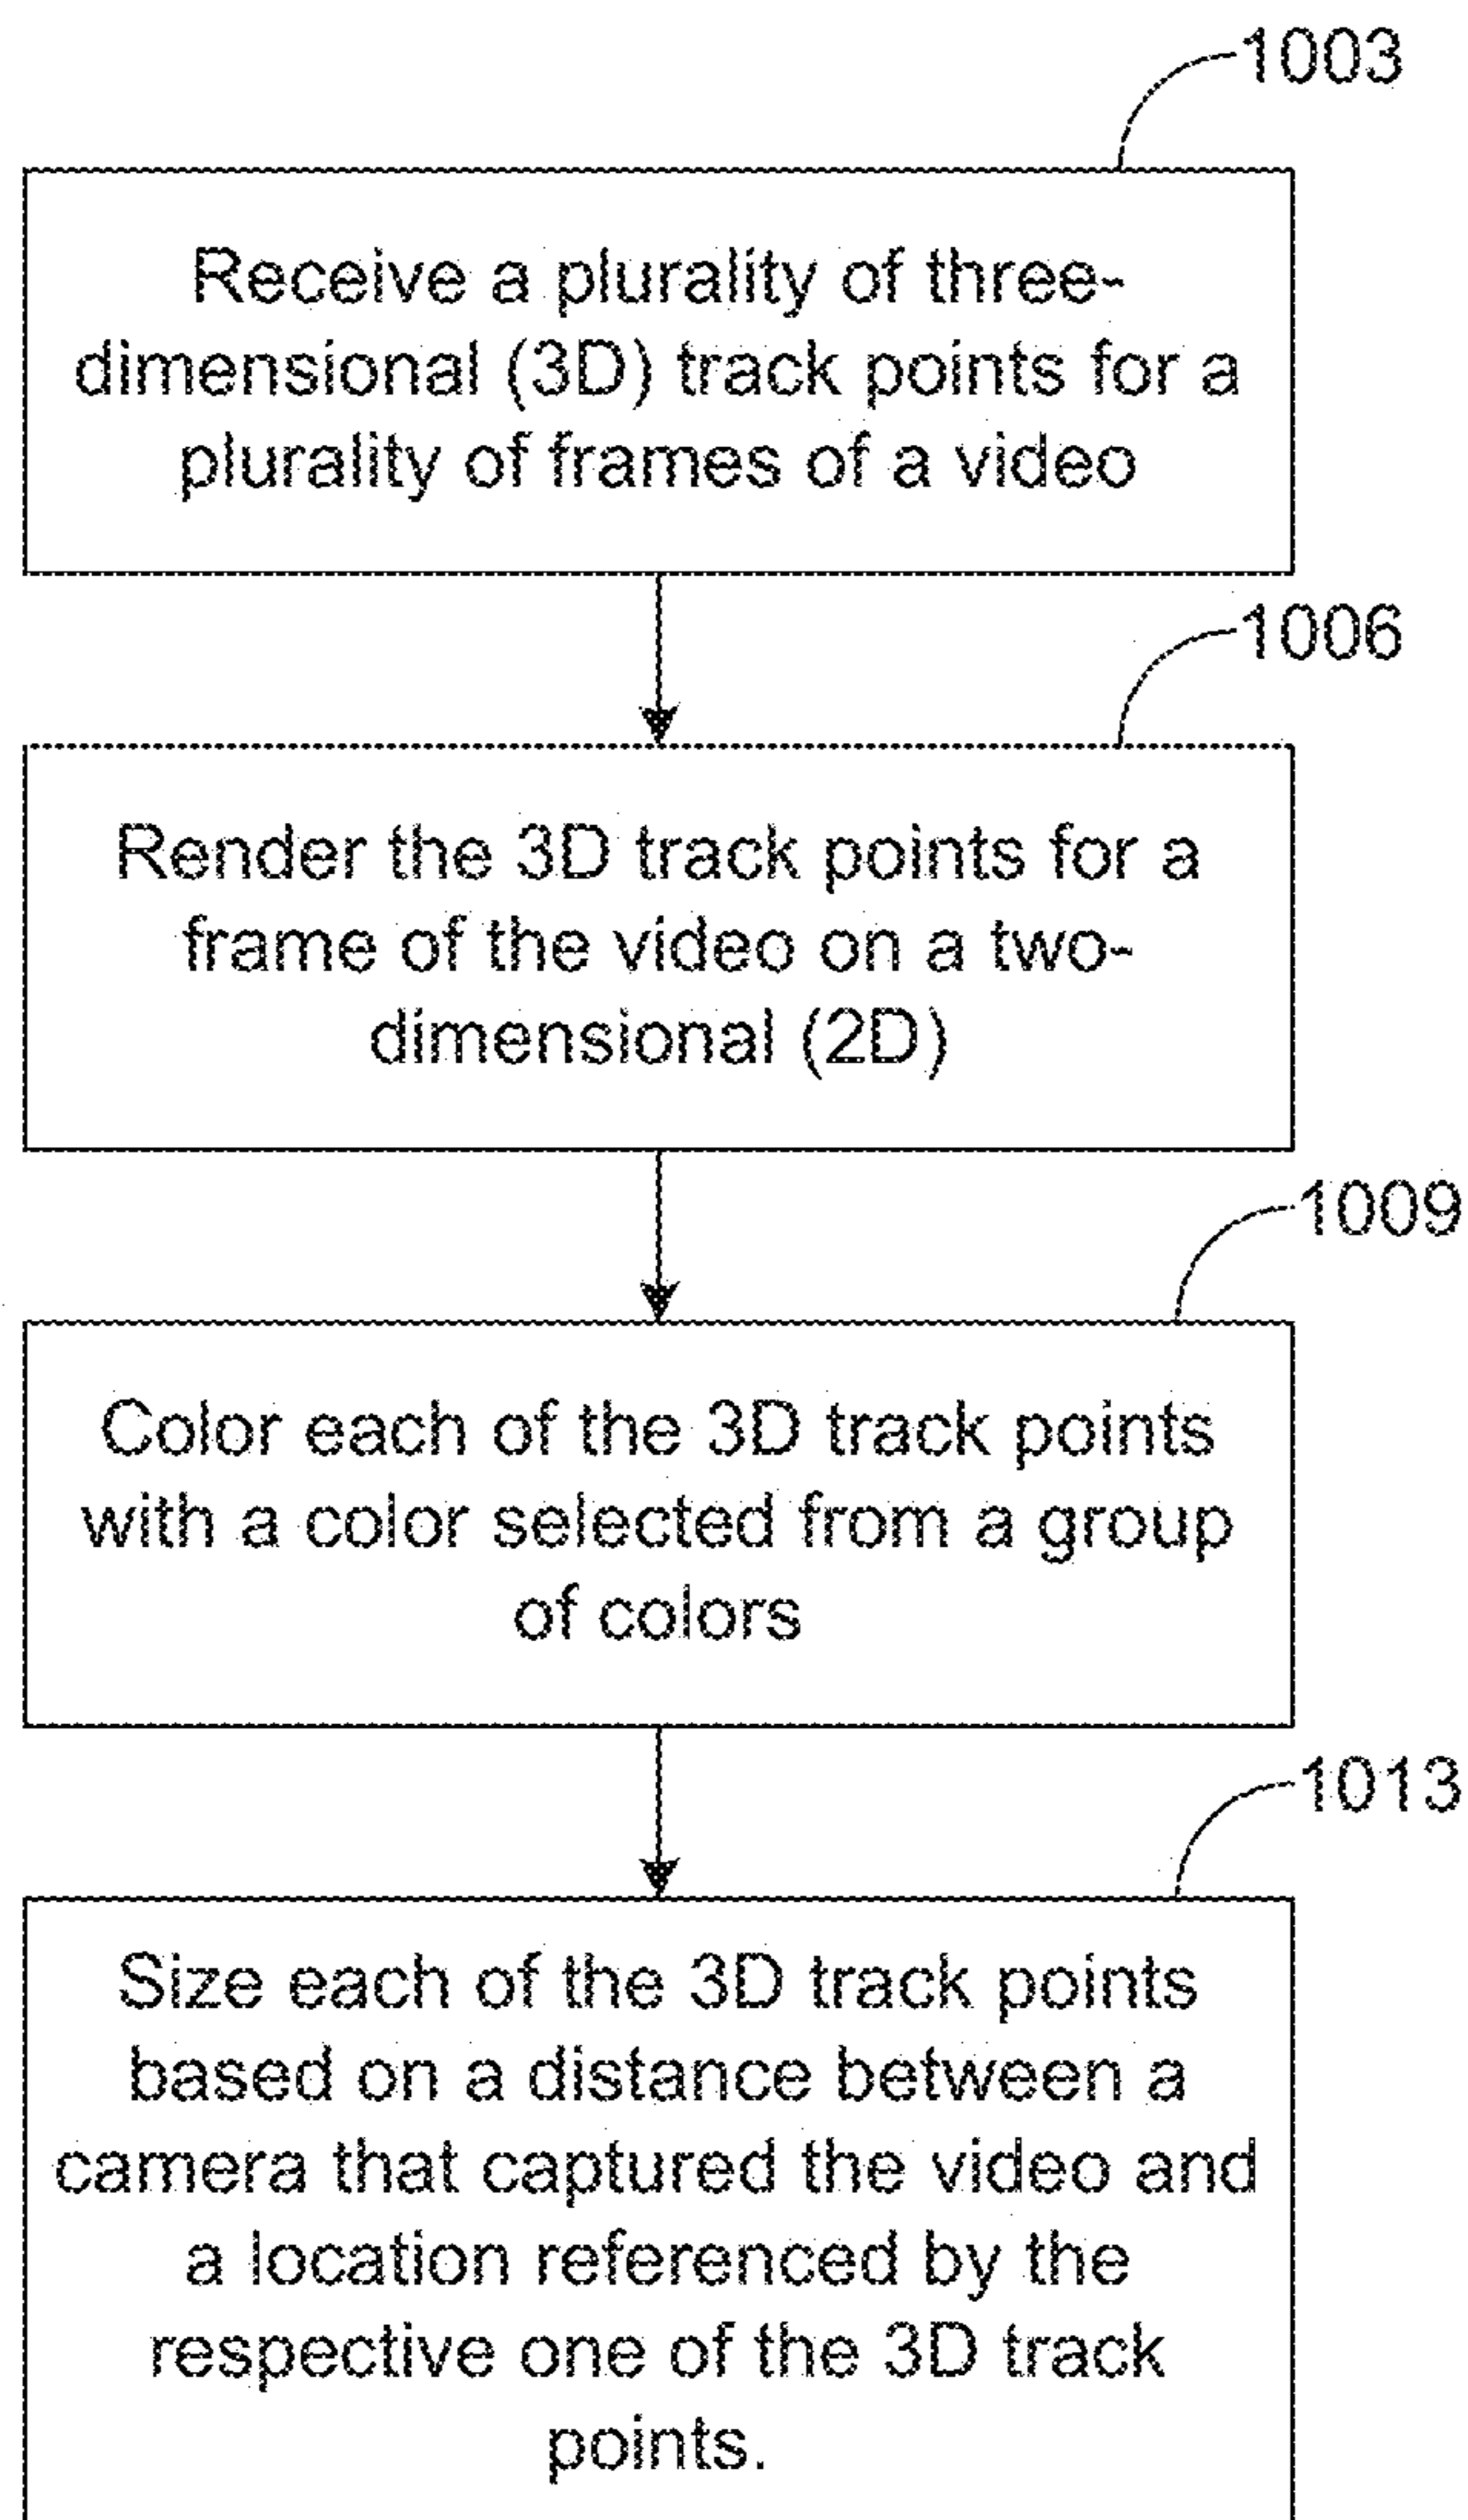 1003
Receive a plurality of three-
dimensional (3D) track points for a
plurality of frames of a video
1006
Render the 3D track points for a
frame of the video on a two-
dimensional (2D)
1009
Color each of the 3D track points
with a color selected from a group
of colors
1013
Size each of the 3D track points
based on a distance between a
camera that captured the video and
a location referenced by the
respective one of the 3D track
points.